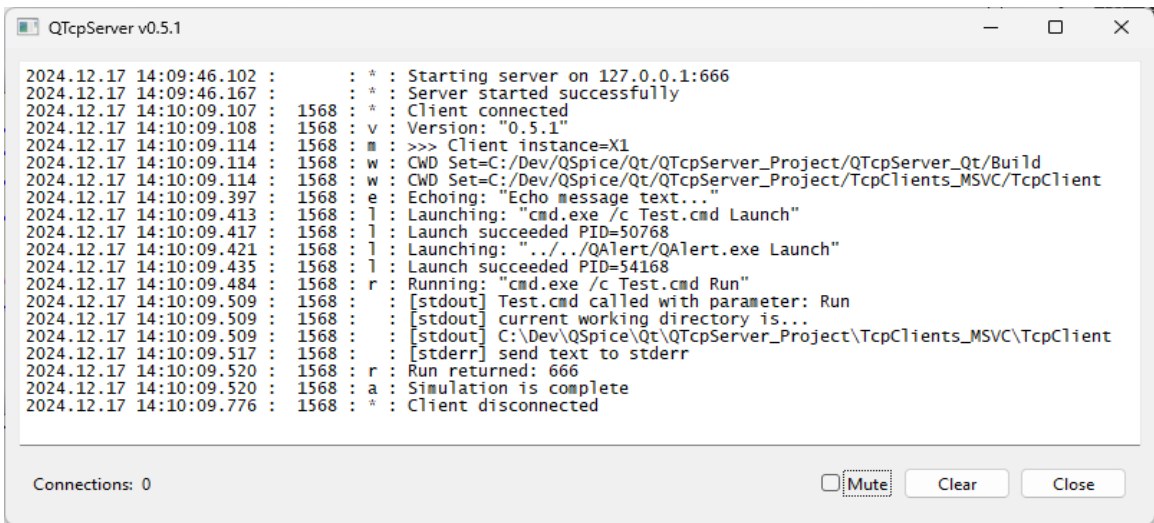 QTcpServer v0.5.1
2024.12.17 14:09:46.102 :      : * : Starting server on 127.0.0.1:666
2024.12.17 14:09:46.167 :      : * : Server started successfully
2024.12.17 14:10:09.107 :  1568 : * : Client connected
2024.12.17 14:10:09.108 :  1568 : v : Version: "0.5.1"
2024.12.17 14:10:09.114 :  1568 : m : >>> Client instance=X1
2024.12.17 14:10:09.114 :  1568 : w : CWD Set=C:/Dev/QSpice/Qt/QTcpServer_Project/QTcpServer_Qt/Build
2024.12.17 14:10:09.114 :  1568 : w : CWD Set=C:/Dev/QSpice/Qt/QTcpServer_Project/TcpClients_MSVC/TcpClient
2024.12.17 14:10:09.397 :  1568 : e : Echoing: "Echo message text..."
2024.12.17 14:10:09.413 :  1568 : l : Launching: "cmd.exe /c Test.cmd Launch"
2024.12.17 14:10:09.417 :  1568 : l : Launch succeeded PID=50768
2024.12.17 14:10:09.421 :  1568 : l : Launching: "../../QAlert/QAlert.exe Launch"
2024.12.17 14:10:09.435 :  1568 : l : Launch succeeded PID=54168
2024.12.17 14:10:09.484 :  1568 : r : Running: "cmd.exe /c Test.cmd Run"
2024.12.17 14:10:09.509 :  1568 :   : [stdout] Test.cmd called with parameter: Run
2024.12.17 14:10:09.509 :  1568 :   : [stdout] current working directory is...
2024.12.17 14:10:09.509 :  1568 :   : [stdout] C:\Dev\QSpice\Qt\QTcpServer_Project\TcpClients_MSVC\TcpClient
2024.12.17 14:10:09.517 :  1568 :   : [stderr] send text to stderr
2024.12.17 14:10:09.520 :  1568 : r : Run returned: 666
2024.12.17 14:10:09.520 :  1568 : a : Simulation is complete
2024.12.17 14:10:09.776 :  1568 : * : Client disconnected
Connections: 0 Mute Clear Close